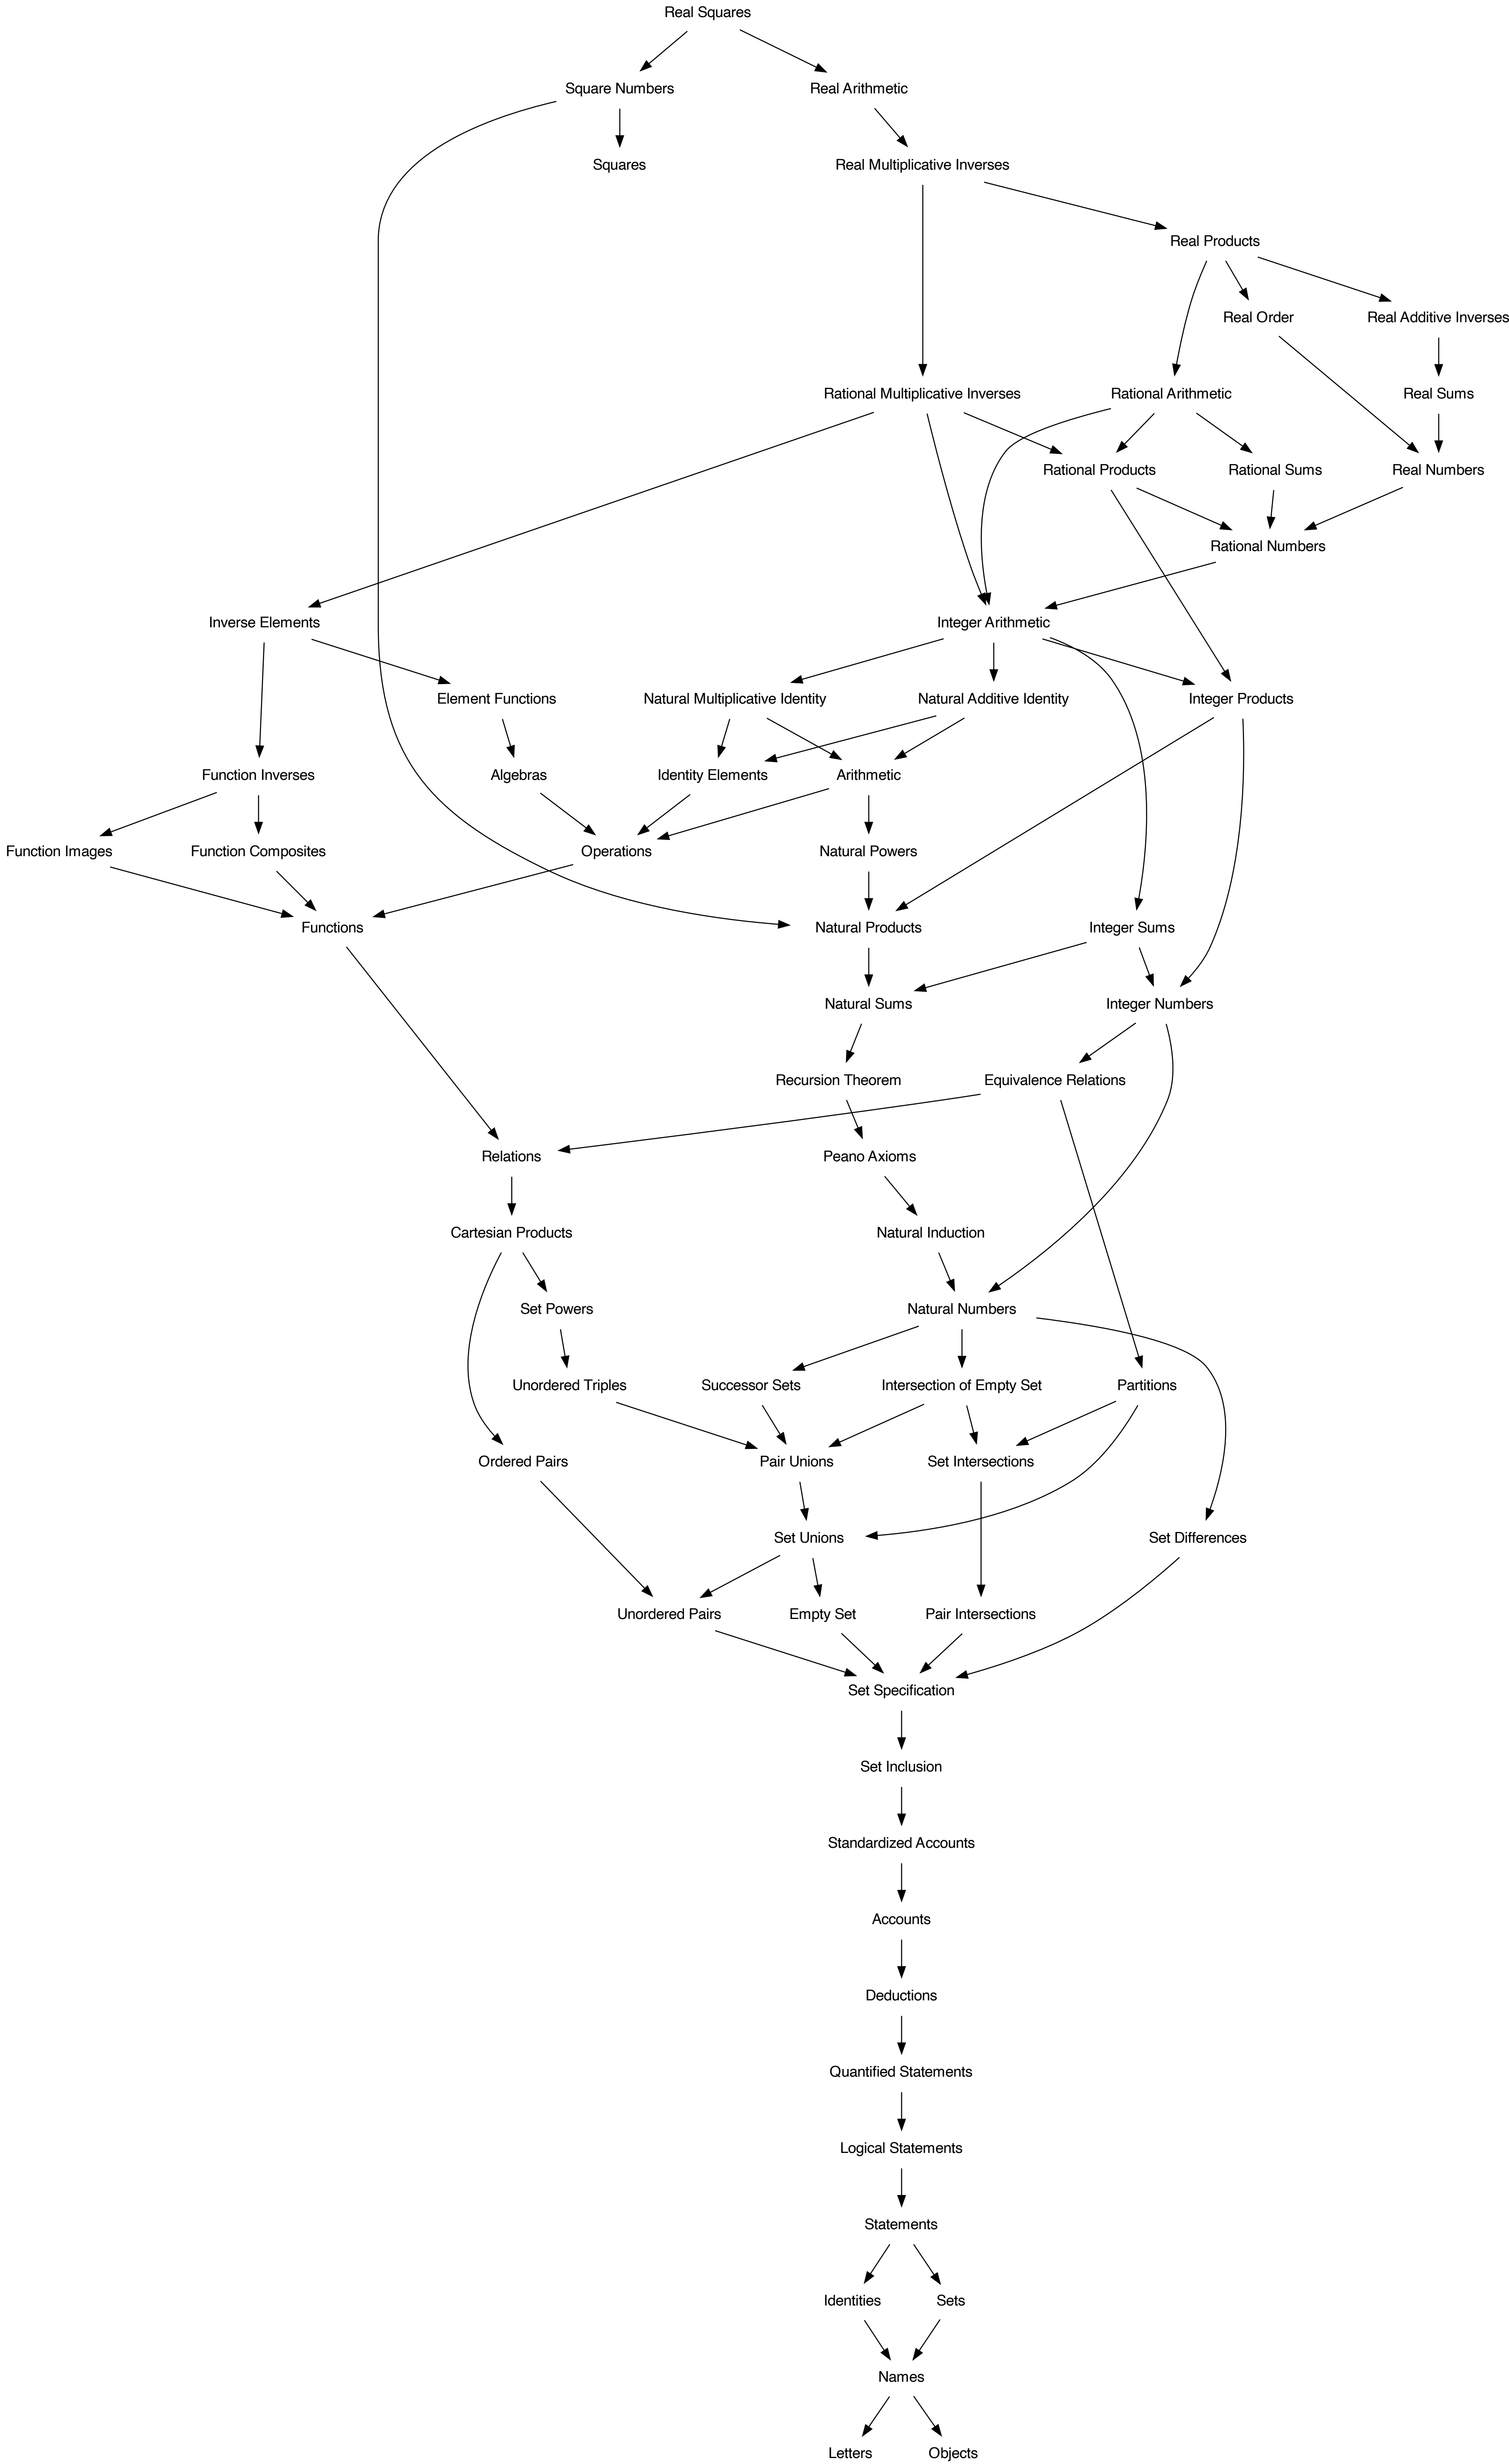 Real Squares
Square Numbers
Real Arithmetic
Squares
Real Multiplicative Inverses
Real Products
Real Order
Real Additive Inverses
Rational Multiplicative Inverses
Rational Arithmetic
Real Sums
Rational Products
Rational Sums
Real Numbers
Rational Numbers
Inverse Elements
Integer Arithmetic
Element Functions
Natural Multiplicative Identity
Natural Additive Identity
Integer Products
Function Inverses
Algebras
Identity Elements
Arithmetic
Function Images
Function Composites
Operations
Natural Powers
Functions
Natural Products
Integer Sums
Natural Sums
Integer Numbers
Recursion Theorem
Equivalence Relations
Relations
Peano Axioms
Cartesian Products
Natural Induction
Set Powers
Natural Numbers
Unordered Triples
Successor Sets
Intersection of Empty Set
Partitions
Ordered Pairs
Pair Unions
Set Intersections
Set Unions
Set Differences
Unordered Pairs
Empty Set
Pair Intersections
Set Specification
Set Inclusion
Standardized Accounts
Accounts
Deductions
Quantified Statements
Logical Statements
Statements
Identities
Sets
Names
Letters
Objects